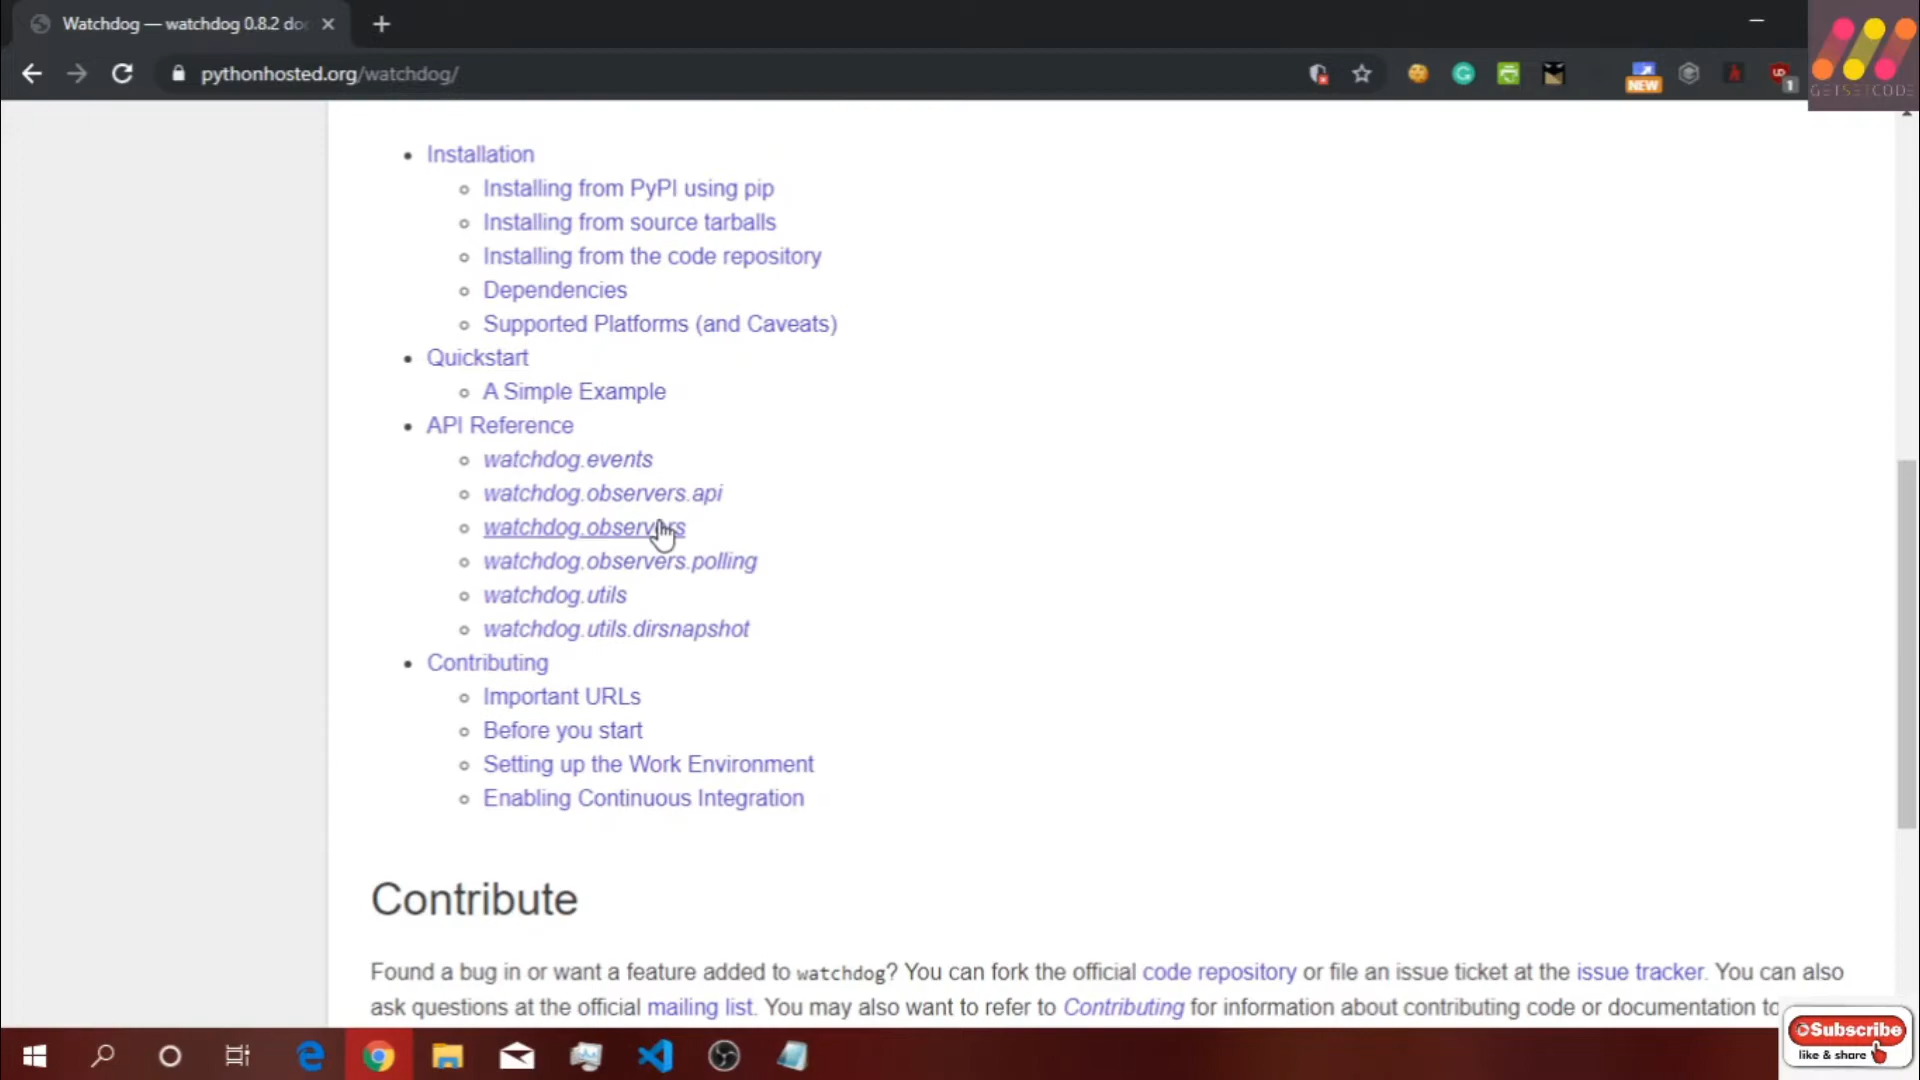 Watchdog — watchdog 0.8.2 doc
pythonhosted.org/watchdog/
NEW
UD
1
GETSETCODE
Installation
Installing from PyPI using pip
Installing from source tarballs
Installing from the code repository
Dependencies
Supported Platforms (and Caveats)
Quickstart
A Simple Example
API Reference
watchdog.events
watchdog.observers.api
watchdog.observers
watchdog.observers.polling
watchdog.utils
watchdog.utils.dirsnapshot
Contributing
Important URLs
Before you start
Setting up the Work Environment
Enabling Continuous Integration
Contribute
Found a bug in or want a feature added to watchdog? You can fork the official code repository or file an issue ticket at the issue tracker. You can also
ask questions at the official mailing list. You may also want to refer to Contributing for information about contributing code or documentation to
Subscribe
like & share